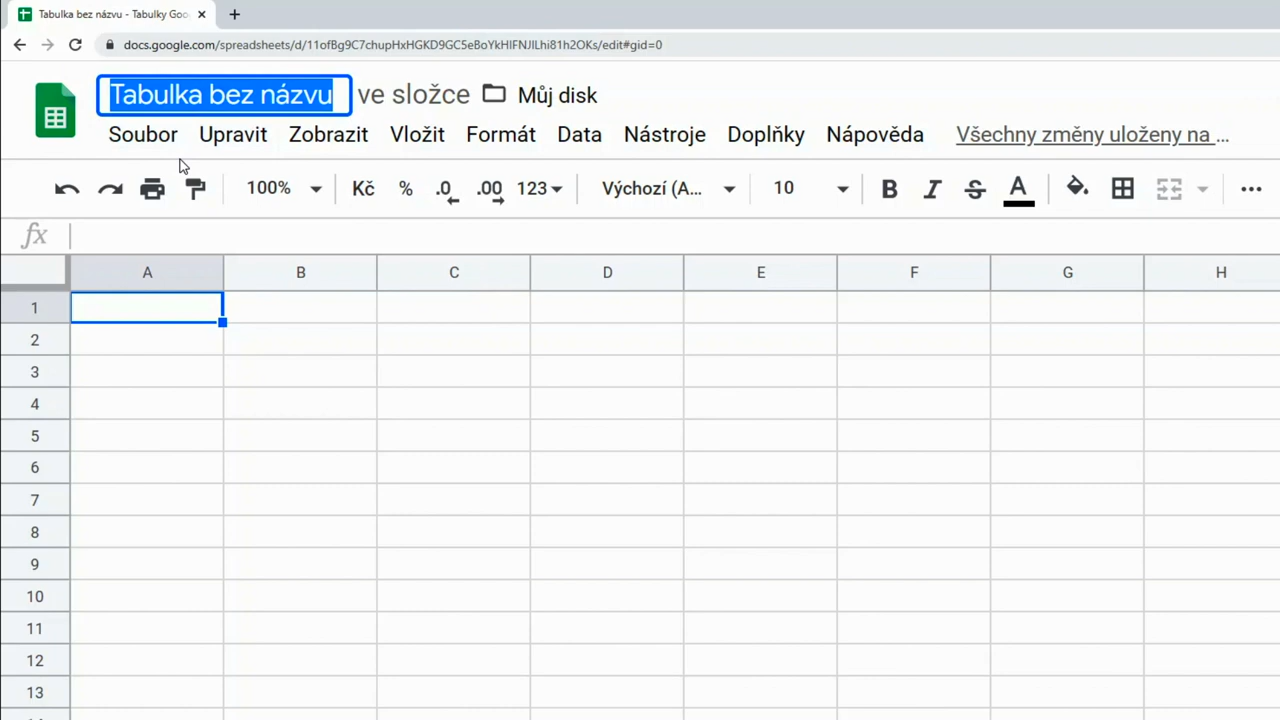 Tabulka bez názvu - Tabulky Goo
docs.google.com/spreadsheets/d/11ofBg9C7chupHxHGKD9GC5eBoYkHIFNJILhi81h2OKs/edit#gid=0
Tabulka bez názvu ve složce Můj disk
Soubor Upravit Zobrazit Vložit Formát Data Nástroje Doplňky Nápověda Všechny změny uloženy na ...
100% Kč % .0 .00 123 Výchozí (A... 10 B I S A
fx
A B C D E F G H
1
2
3
4
5
6
7
8
9
10
11
12
13